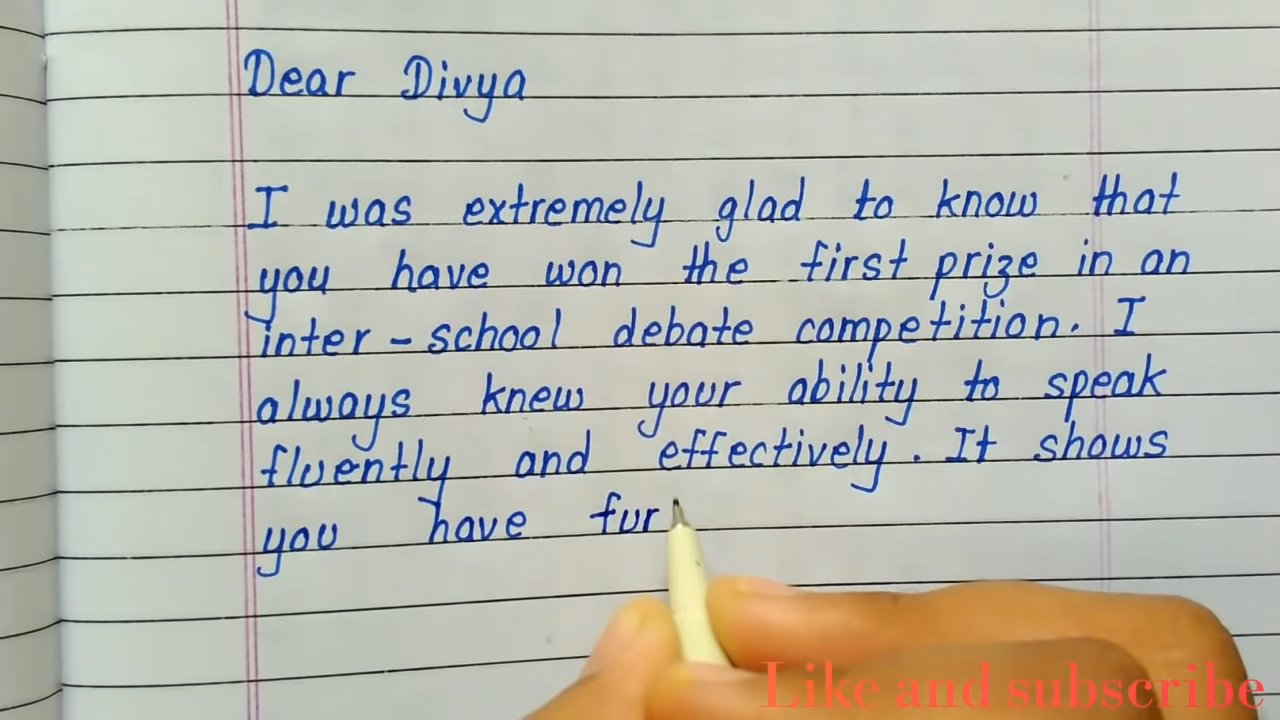 Dear Divya
I was extremely glad to know that
you have won the first prize in an
inter-school debate competition. I
always knew your ability to speak
fluently and effectively. It shows
you have fur
Like and subscribe